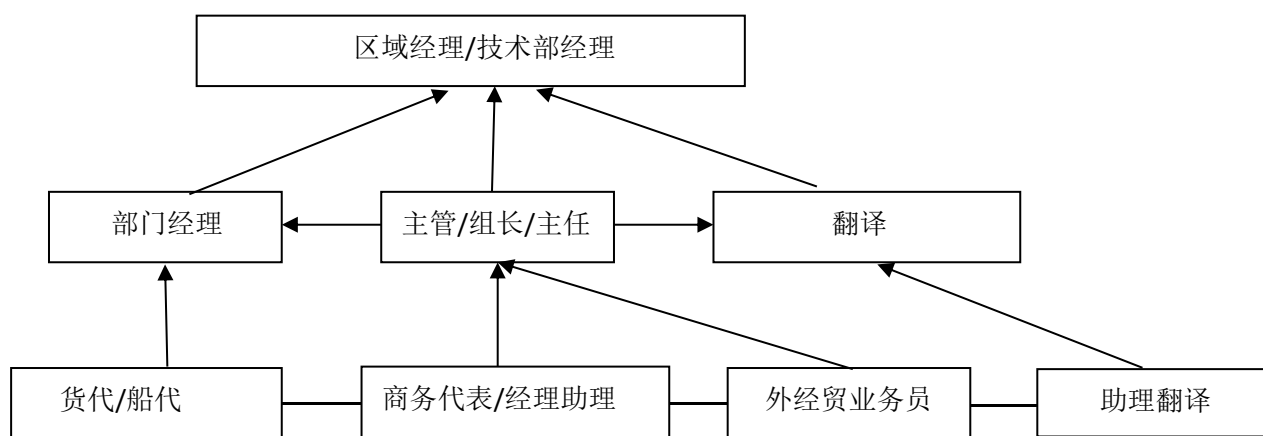 区域经理/技术部经理
部门经理
主管/组长/主任
翻译
货代/船代
商务代表/经理助理
外经贸业务员
助理翻译